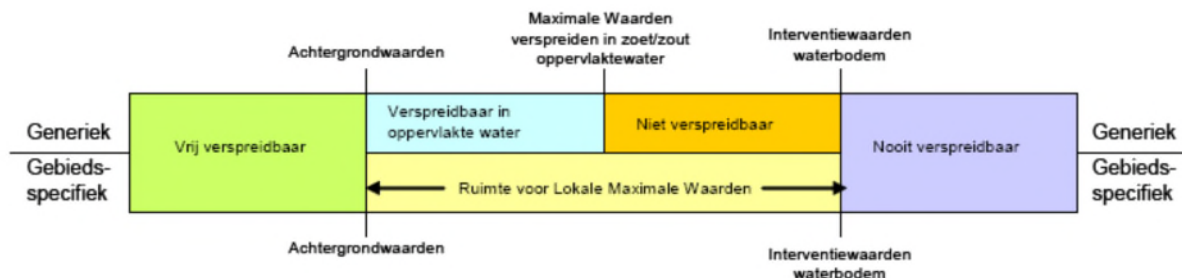 Maximale Waarden
verspreiden in zoet/zout
oppervlaktewater
Achtergrondwaarden
Interventiewaarden
waterbodem
Generiek
Gebieds-
specifiek
Vrij verspreidbaar
Verspreidbaar in
oppervlakte water
Niet verspreidbaar
Nooit verspreidbaar
Ruimte voor Lokale Maximale Waarden
Generiek
Gebieds-
specifiek
Achtergrondwaarden
Interventiewaarden
waterbodem